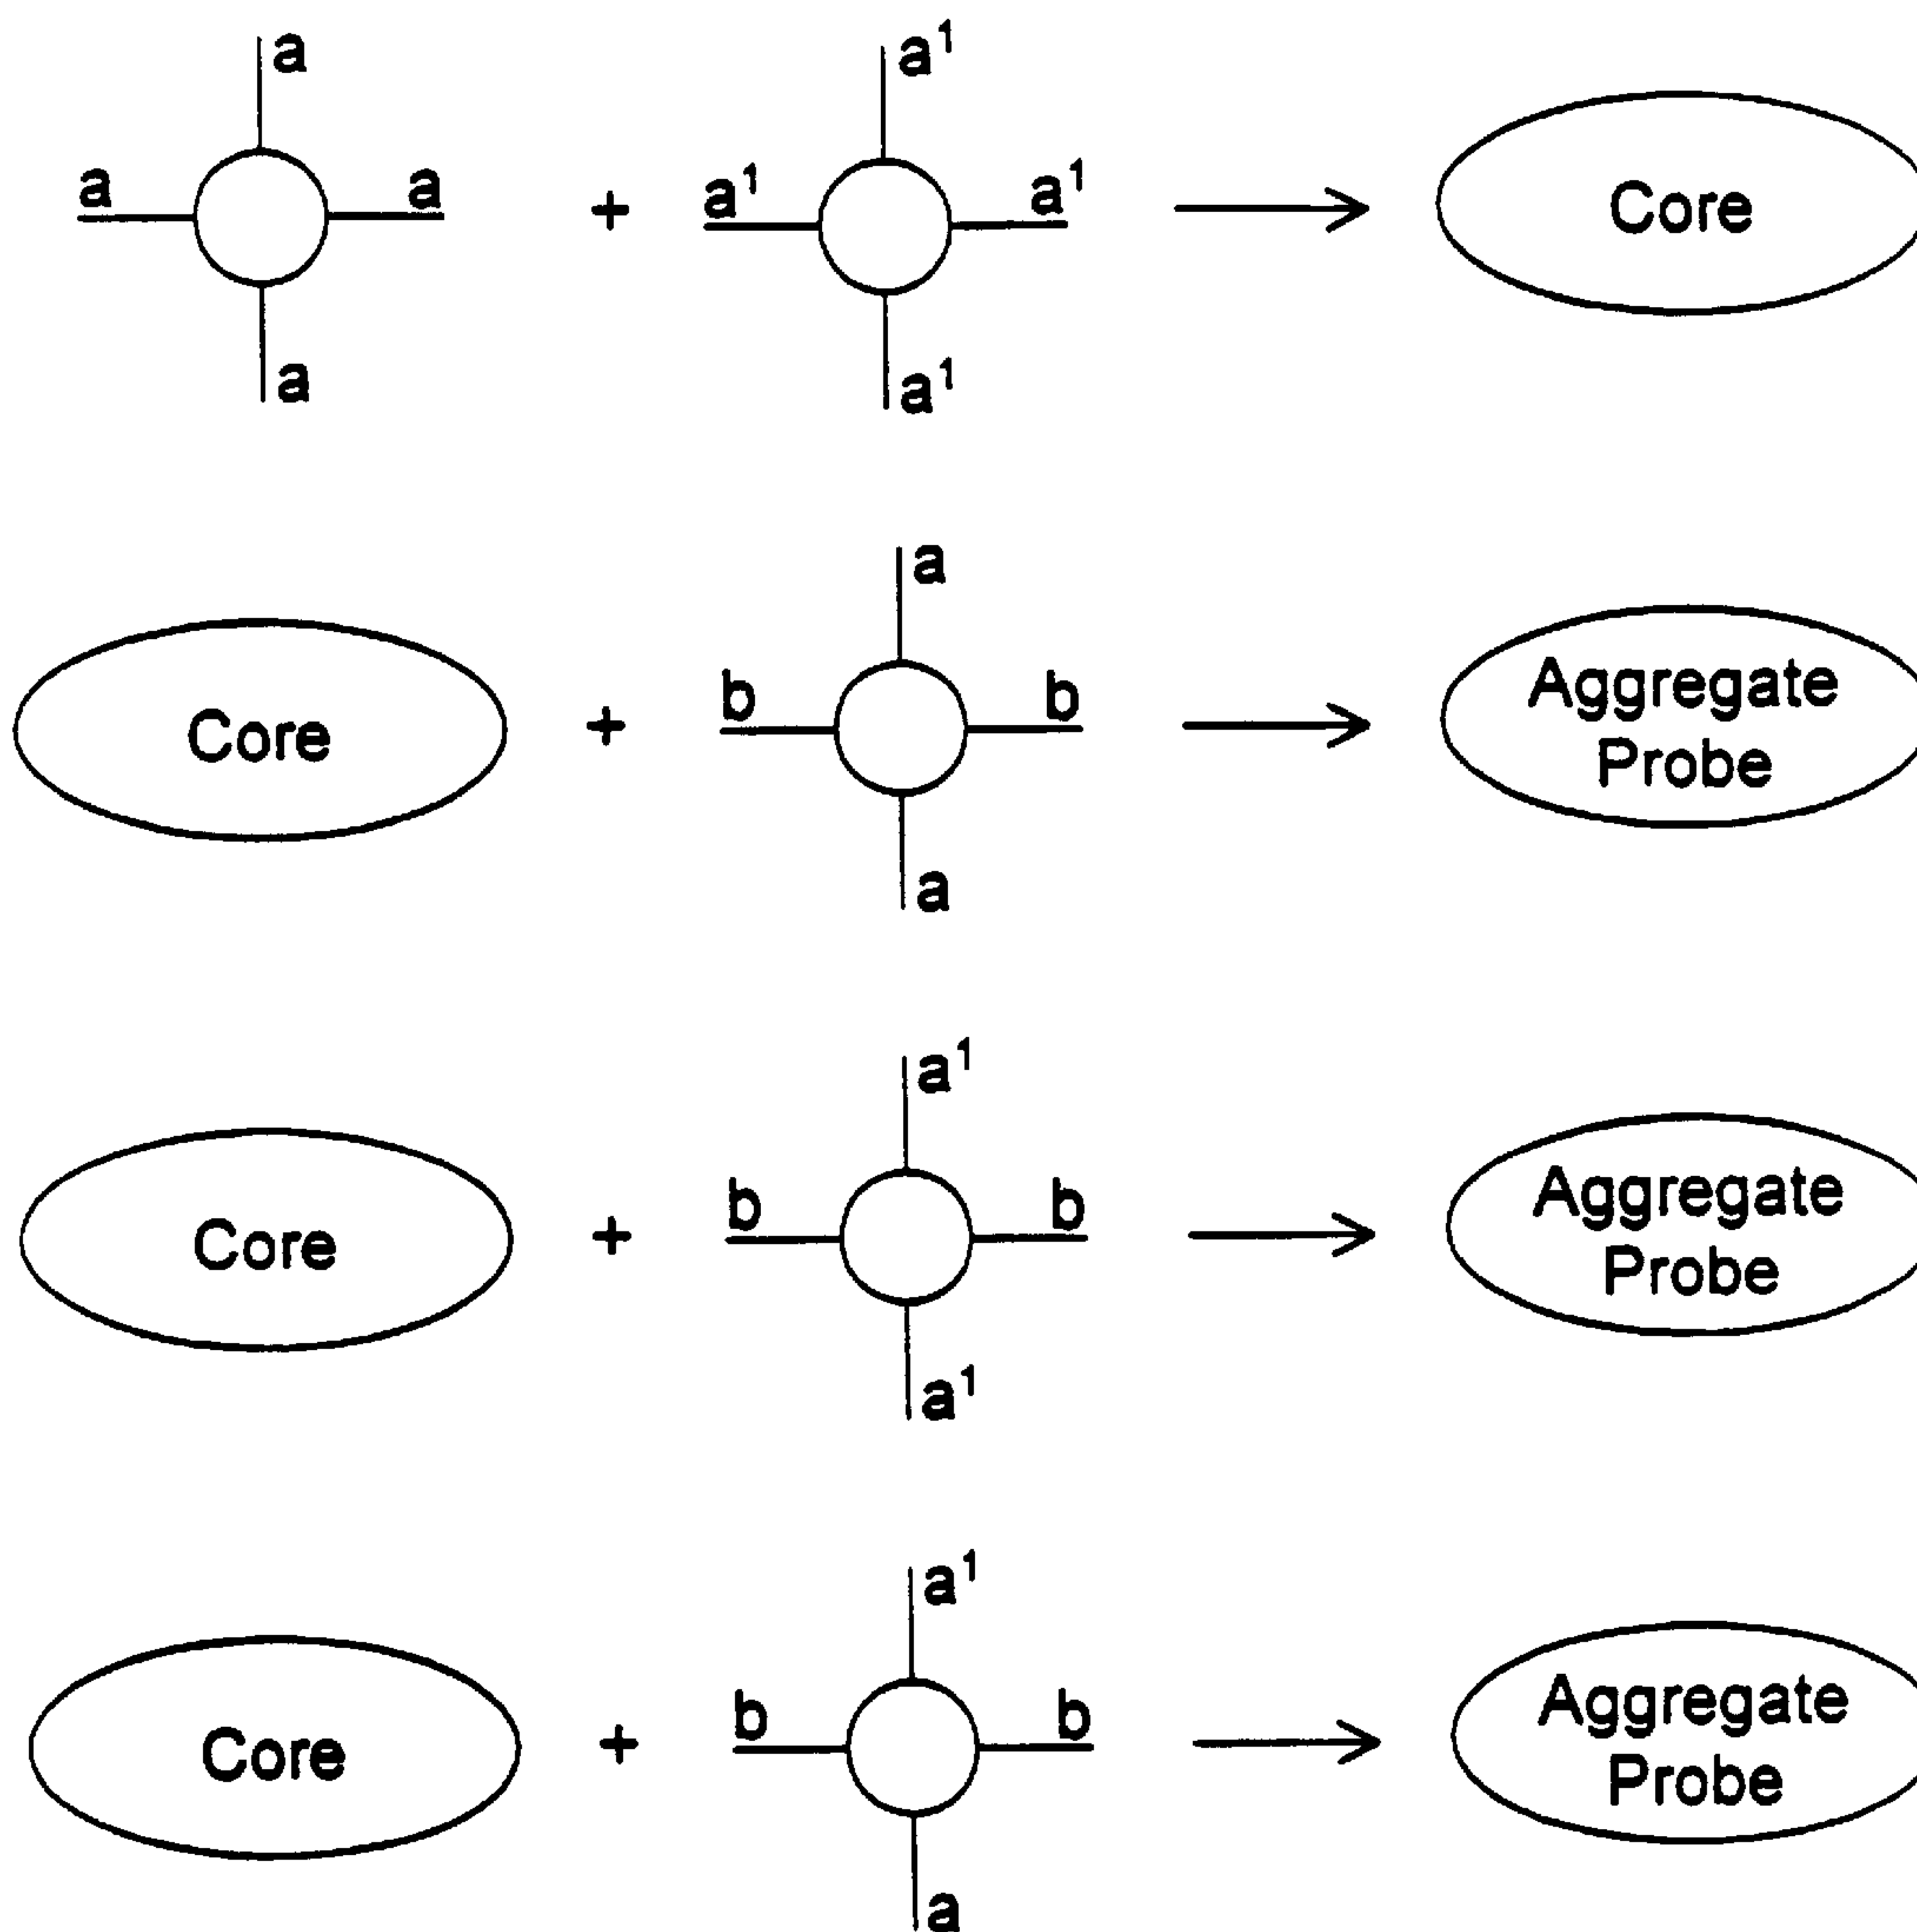 a a¹
a a + a¹ a¹ Core
a a¹
a
Core + b b Aggregate
Probe
a
a¹
Core + b b Aggregate
Probe
a¹
a¹
Core + b b Aggregate
Probe
a